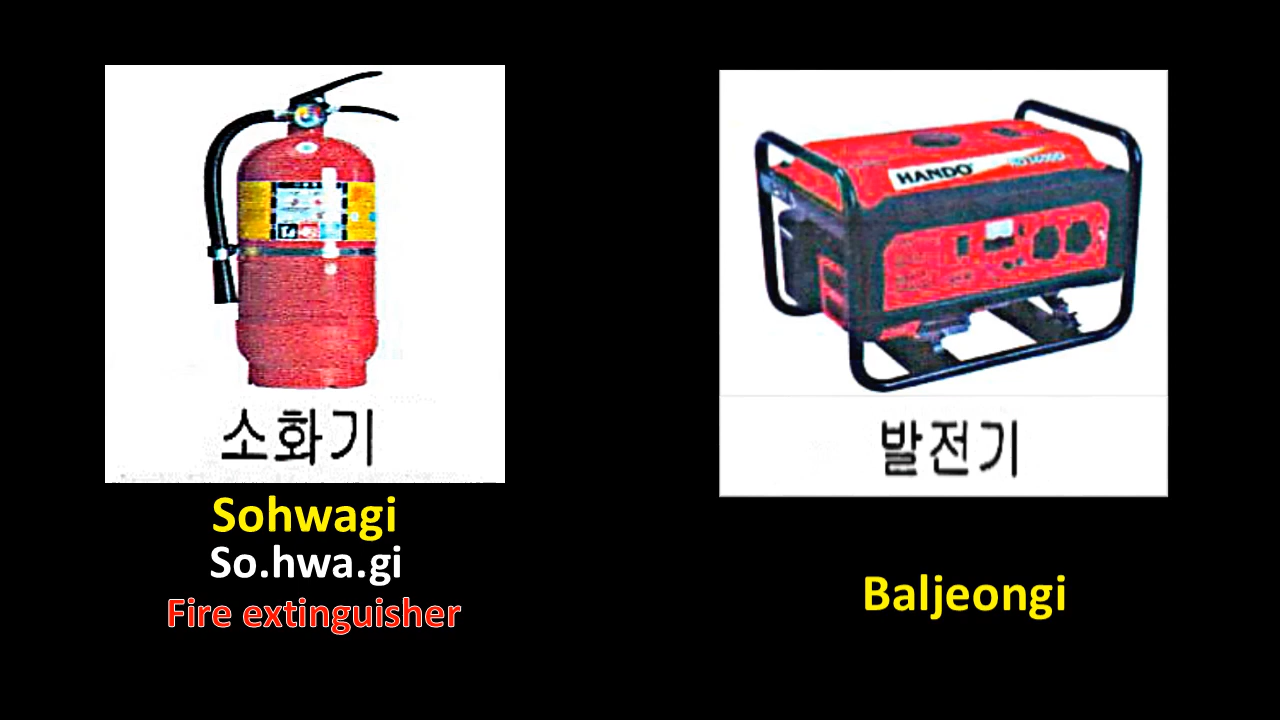 소화기
Sohwagi
So.hwa.gi
Fire extinguisher
HANDO
발전기
Baljeongi